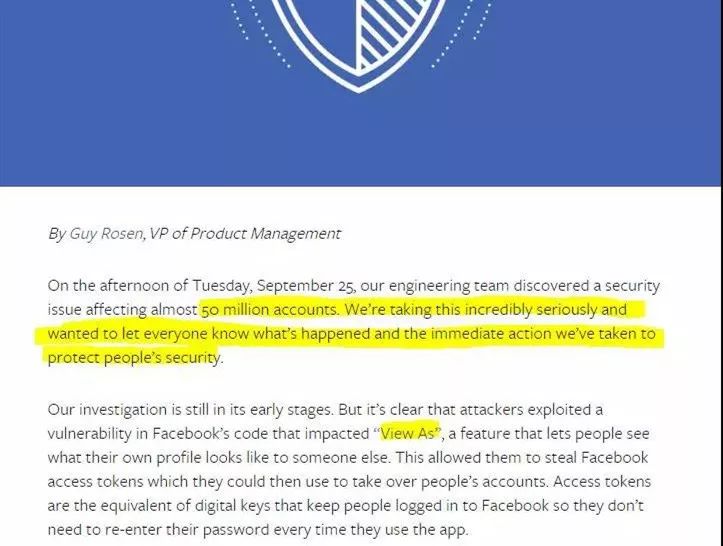 By Guy Rosen, VP of Product Management
On the afternoon of Tuesday, September 25, our engineering team discovered a security
issue affecting almost 50 million accounts. We’re taking this incredibly seriously and
wanted to let everyone know what’s happened and the immediate action we’ve taken to
protect people’s security.
Our investigation is still in its early stages. But it’s clear that attackers exploited a
vulnerability in Facebook’s code that impacted “View As”, a feature that lets people see
what their own profile looks like to someone else. This allowed them to steal Facebook
access tokens which they could then use to take over people’s accounts. Access tokens
are the equivalent of digital keys that keep people logged in to Facebook so they don’t
need to re-enter their password every time they use the app.